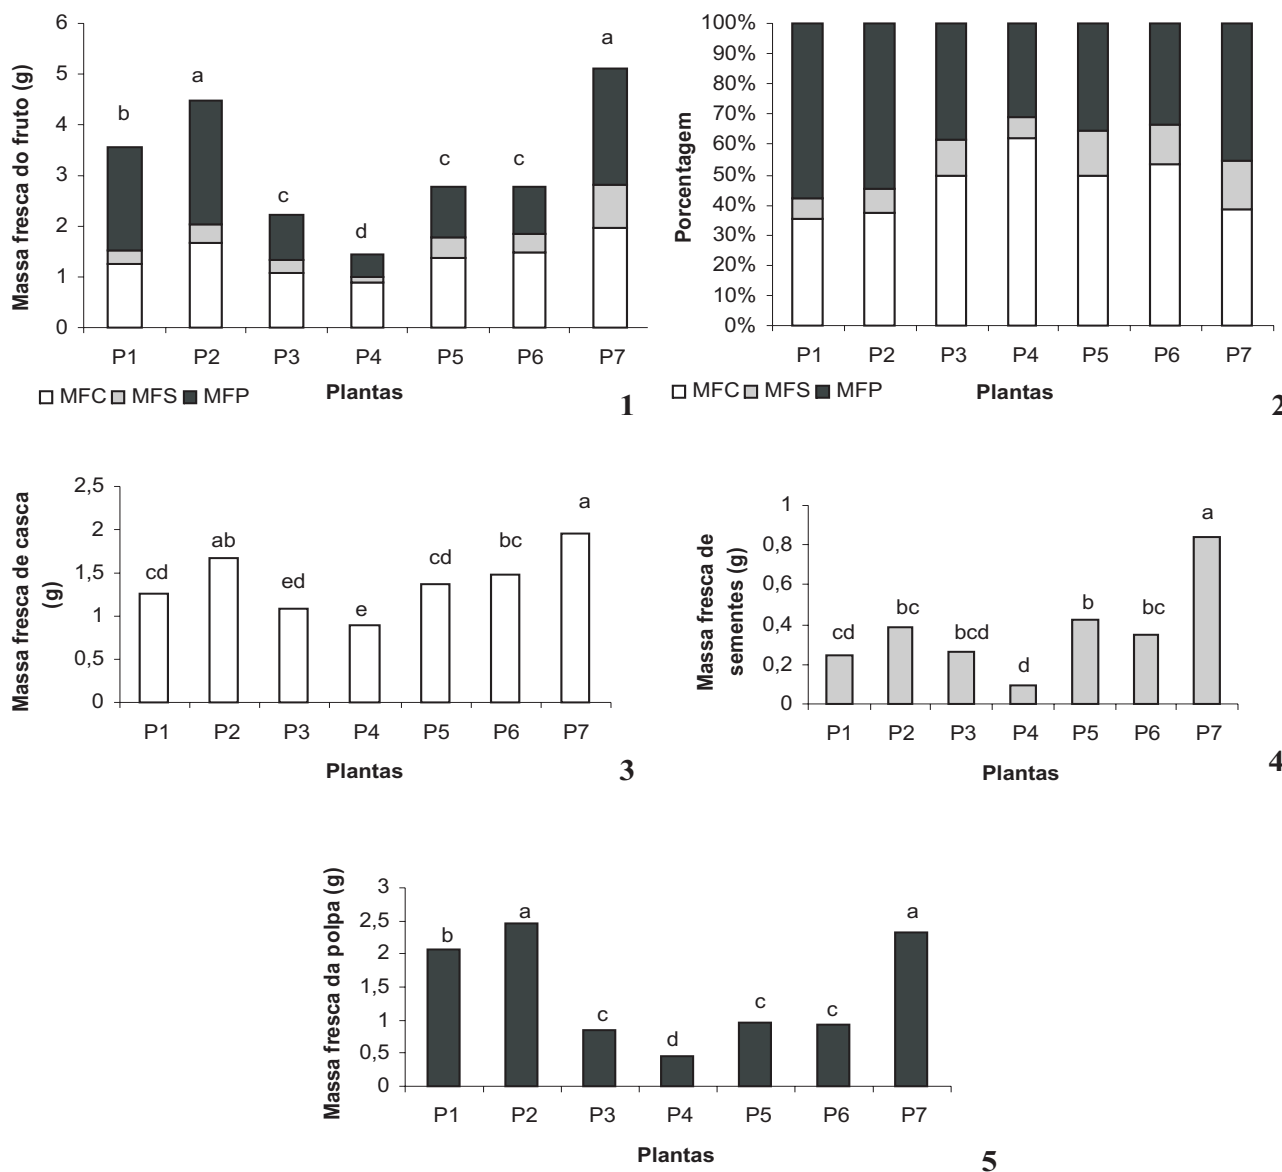 Massa fresca do fruto (g)
6
5
4
3
2
1
0
b
a
c
d
c
c
a
P1 P2 P3 P4 P5 P6 P7
MFC MFS MFP
Plantas
1
Porcentagem
100%
90%
80%
70%
60%
50%
40%
30%
20%
10%
0%
P1 P2 P3 P4 P5 P6 P7
MFC MFS MFP
Plantas
2
Massa fresca de casca
(g)
2,5
2
1,5
1
0,5
0
cd
ab
ed
e
cd
bc
a
P1 P2 P3 P4 P5 P6 P7
Plantas
3
Massa fresca de
sementes (g)
1
0,8
0,6
0,4
0,2
0
cd
bc
bcd
d
b
bc
a
P1 P2 P3 P4 P5 P6 P7
Plantas
4
Massa fresca da polpa (g)
3
2,5
2
1,5
1
0,5
0
b
a
c
d
c
c
a
P1 P2 P3 P4 P5 P6 P7
Plantas
5